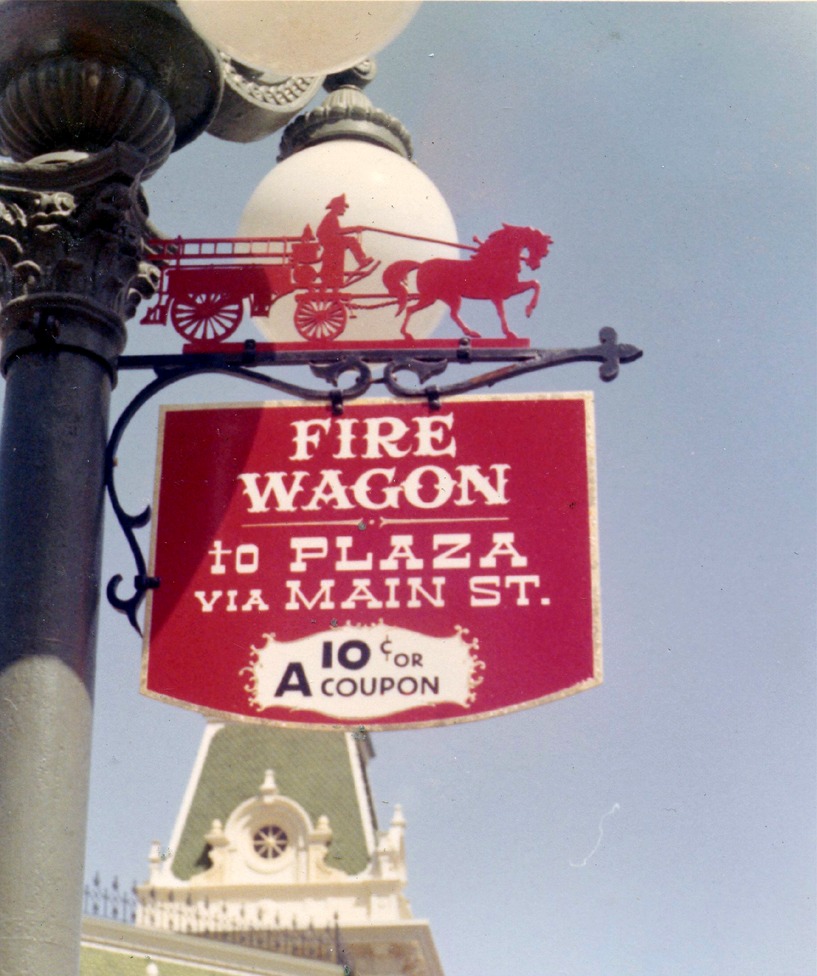 FIRE
WAGON
to PLAZA
VIA MAIN ST.
10¢ OR
A COUPON